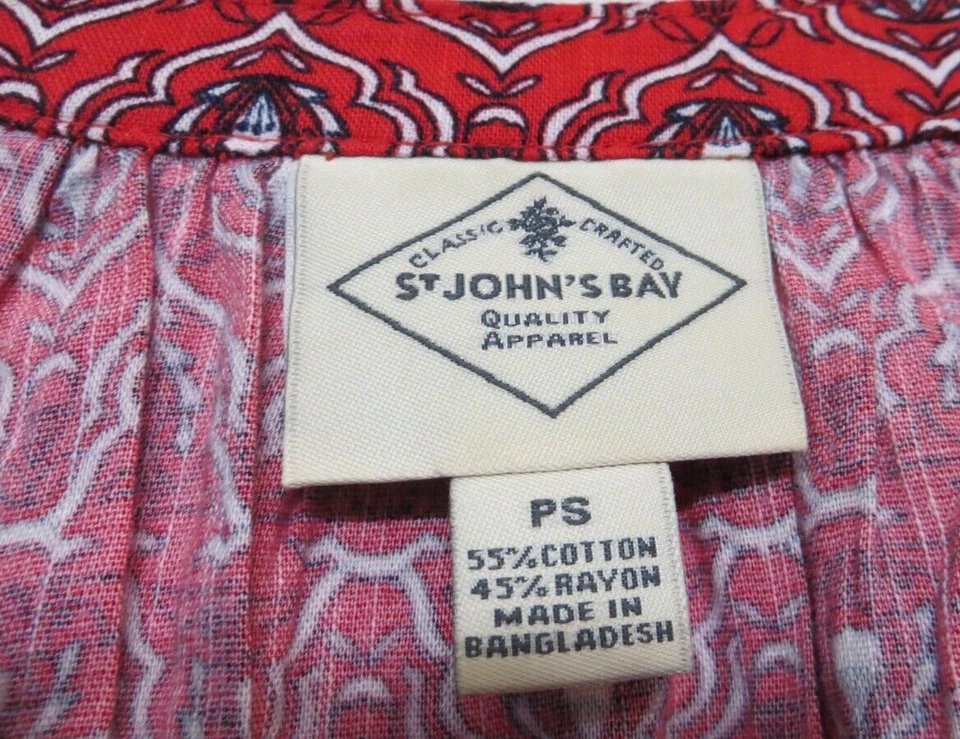 CLASSIC CRAFTED
ST JOHN'S BAY
QUALITY
APPAREL
PS
55% COTTON
45% RAYON
MADE IN
BANGLADESH